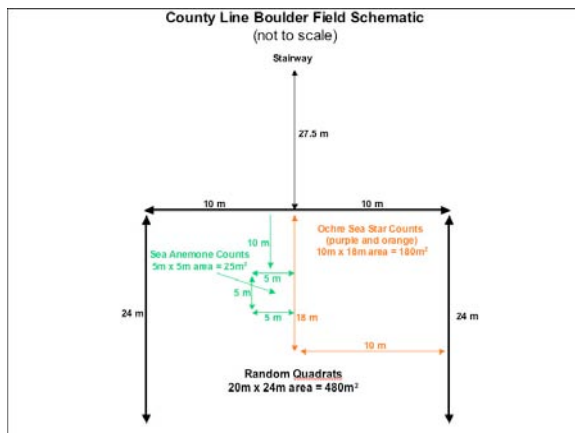 County Line Boulder Field Schematic
(not to scale)
Stairway
27.5 m
10 m
10 m
Ochre Sea Star Counts
(purple and orange)
10m x 18m area = 180m²
10 m
Sea Anemone Counts
5m x 5m area = 25m²
5 m
5 m
5 m
18 m
24 m
24 m
10 m
Random Quadrats
20m x 24m area = 480m²